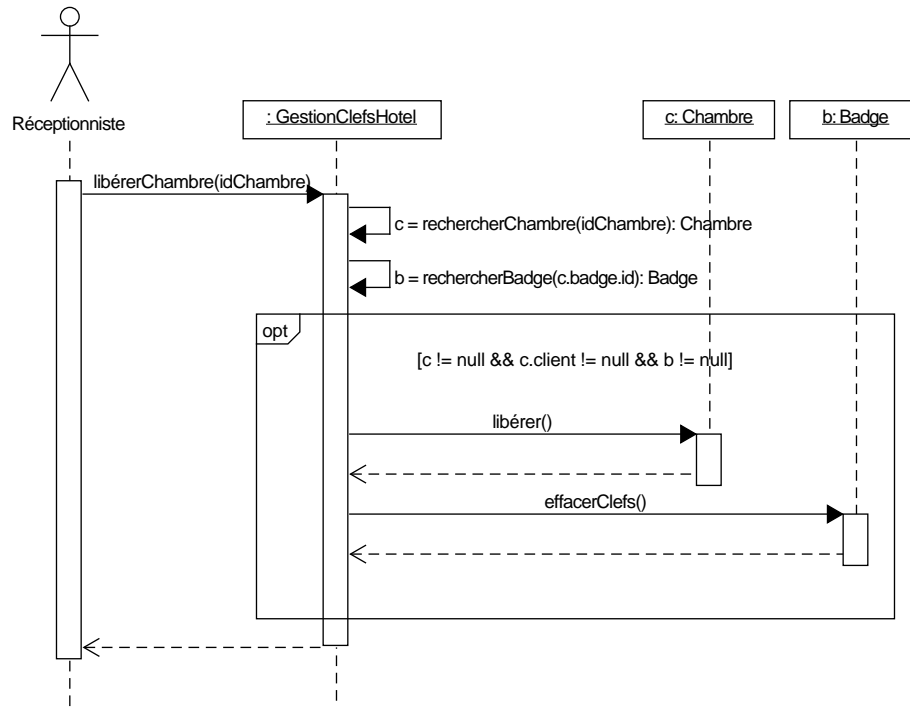 Réceptionniste
: GestionClefsHotel
c: Chambre
b: Badge
libérerChambre(idChambre)
c = rechercherChambre(idChambre): Chambre
b = rechercherBadge(c.badge.id): Badge
opt
[c != null && c.client != null && b != null]
libérer()
effacerClefs()